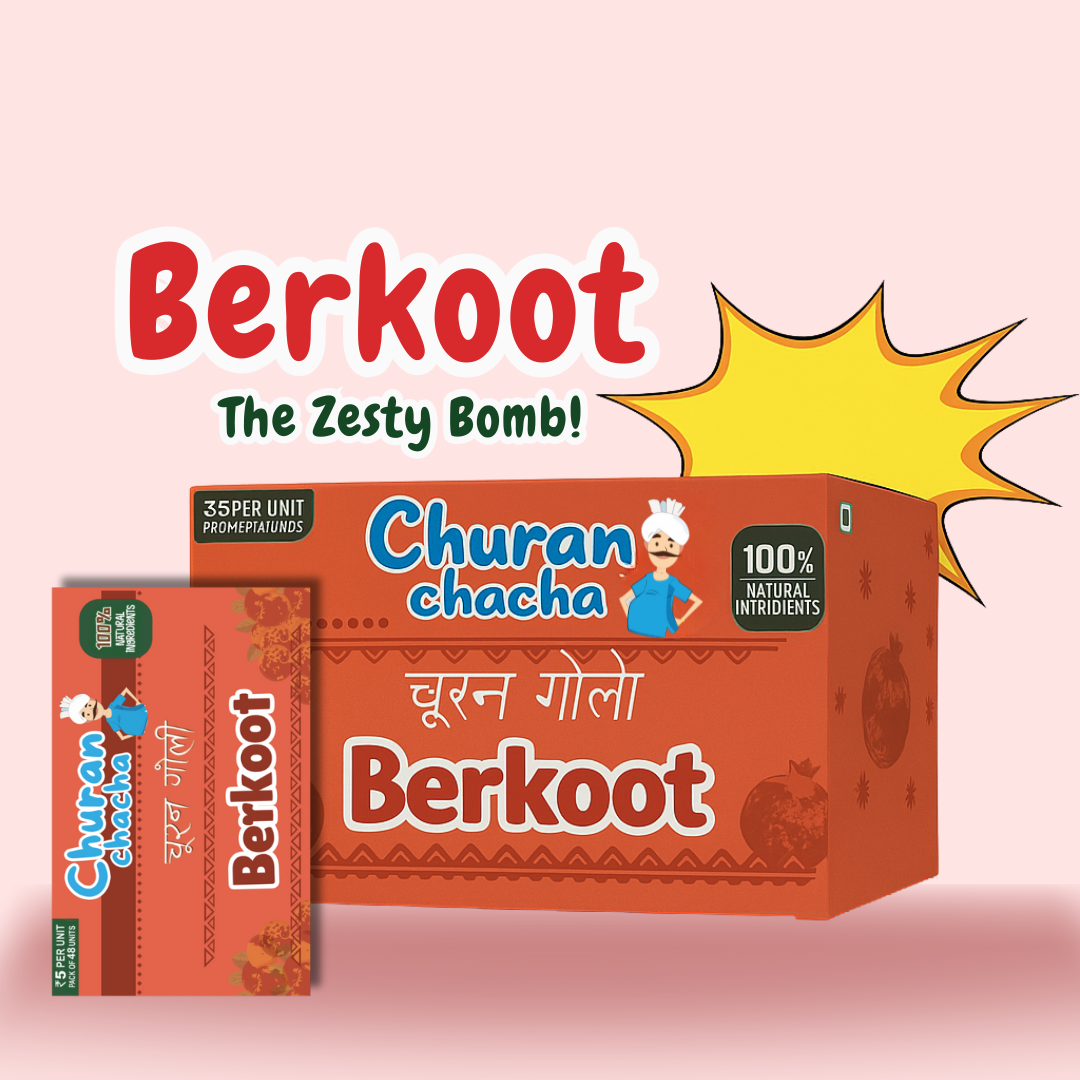 Berkoot
The Zesty Bomb!
35PER UNIT
PROMEPTATUNDS
Churan
chacha
100%
NATURAL
INTRIDIENTS
चूरन गोलो
Berkoot
100%
NATURAL
INGREDIENTS
Churan
chacha
चूरन गोली
Berkoot
₹5 PER UNIT
PACK OF 48 UNITS